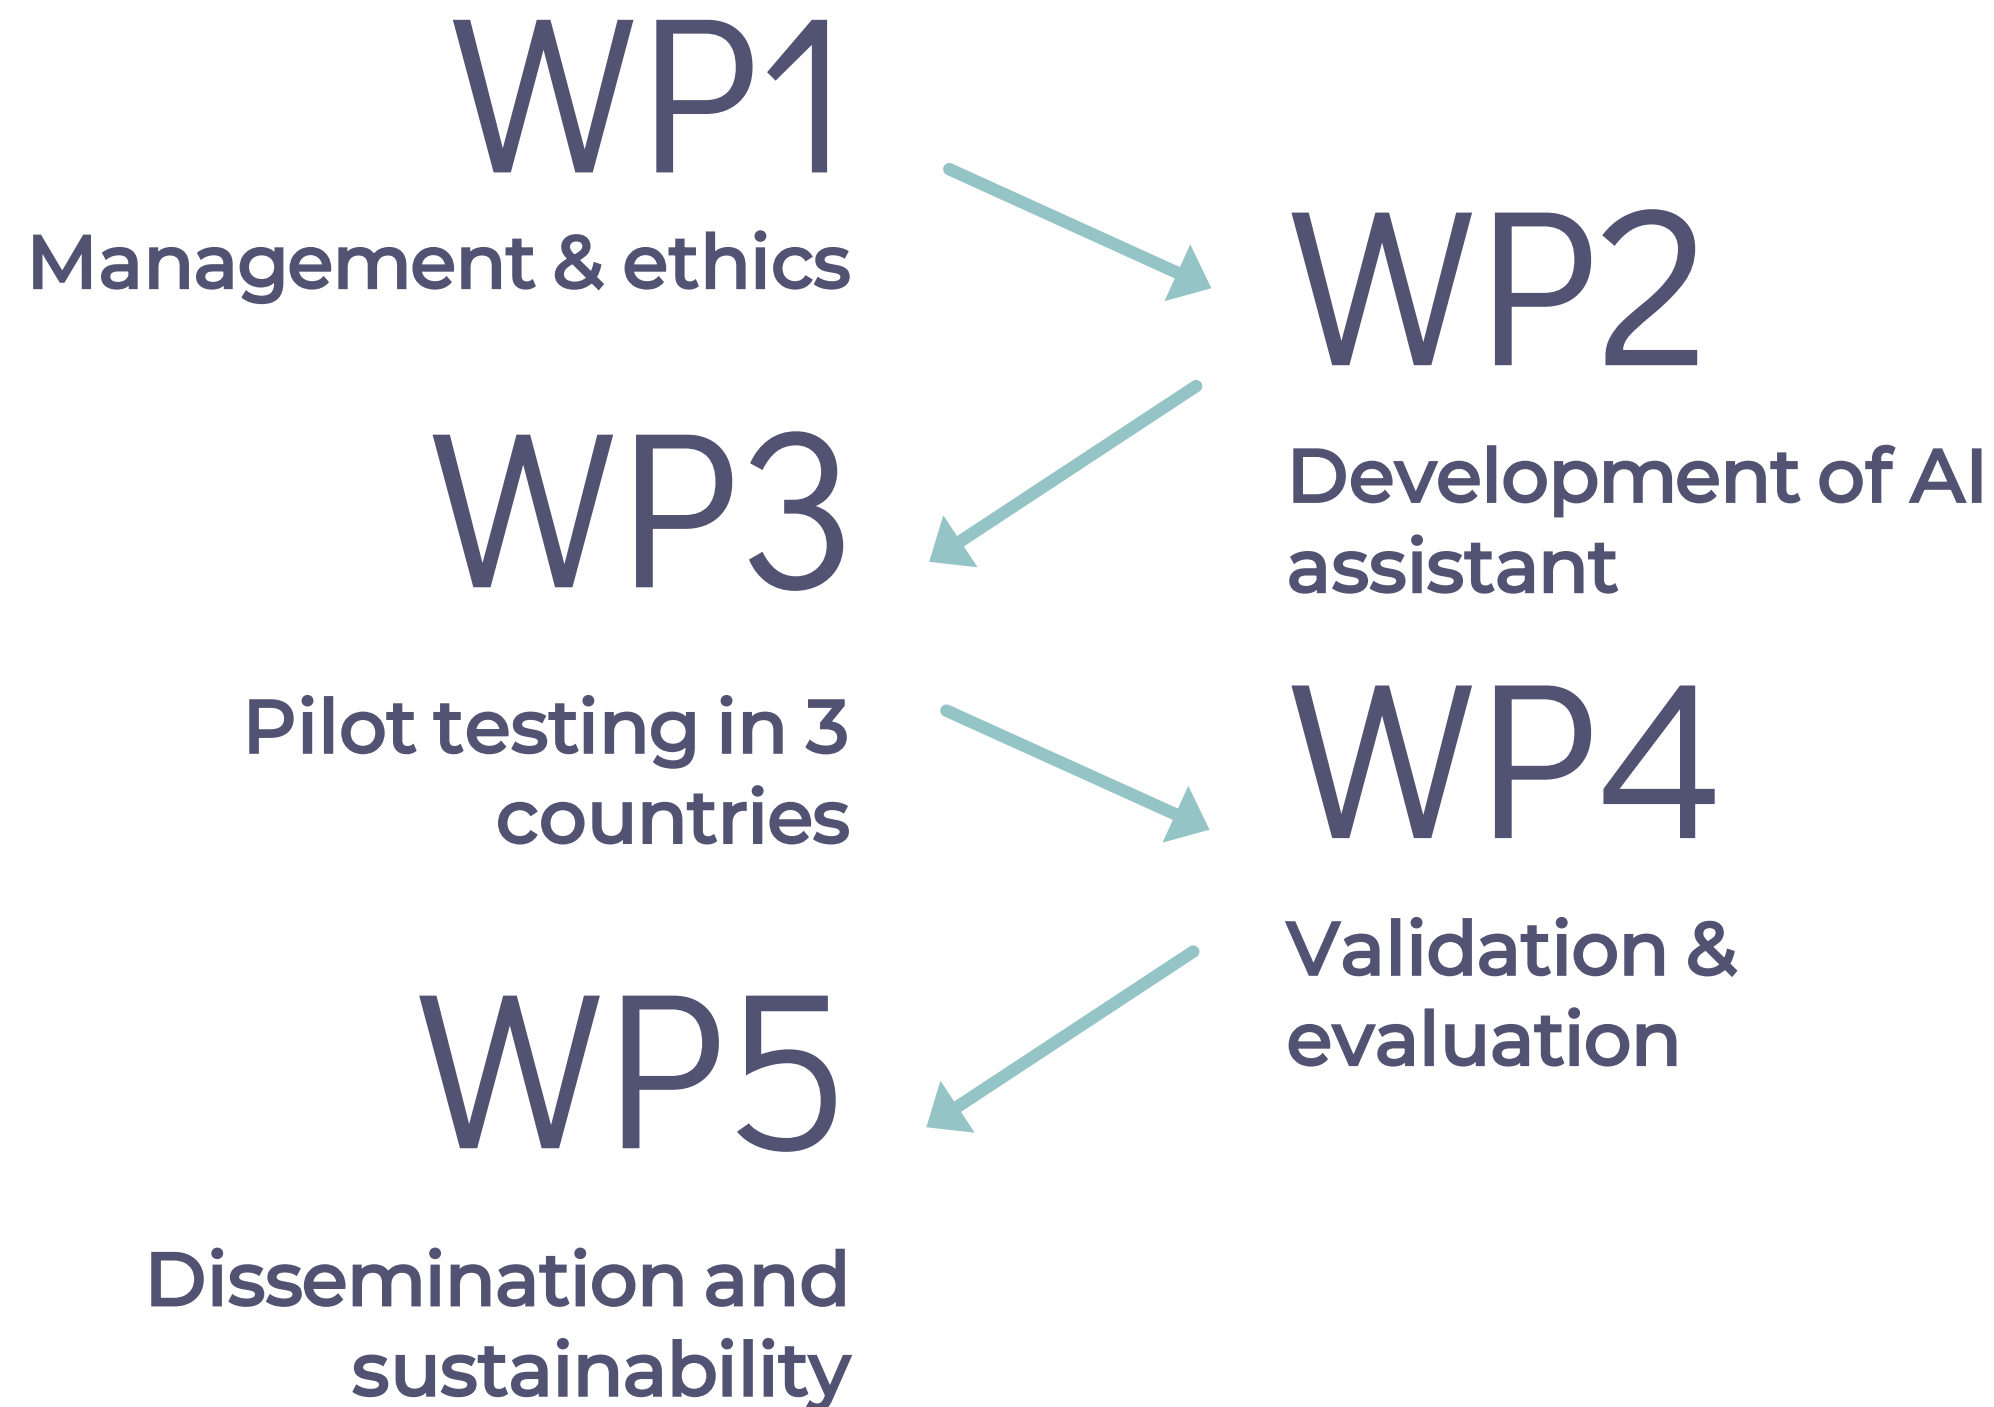 WP1
Management & ethics
WP2
Development of AI
assistant
WP3
Pilot testing in 3
countries
WP4
Validation &
evaluation
WP5
Dissemination and
sustainability